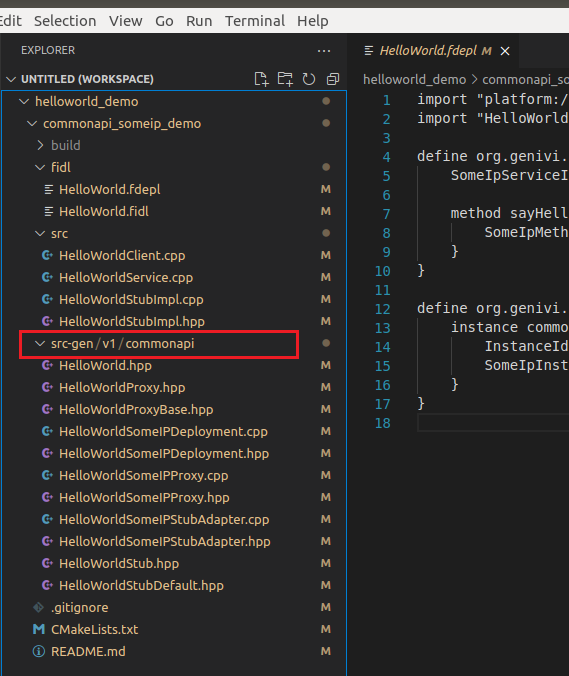 Edit Selection View Go Run Terminal Help
EXPLORER
UNTITLED (WORKSPACE)
helloworld_demo
commonapi_someip_demo
build
fidl
HelloWorld.fdepl M
HelloWorld.fidl M
src
HelloWorldClient.cpp M
HelloWorldService.cpp M
HelloWorldStubImpl.cpp M
HelloWorldStubImpl.hpp M
src-gen/v1/commonapi
HelloWorld.hpp M
HelloWorldProxy.hpp M
HelloWorldProxyBase.hpp M
HelloWorldSomeIPDeployment.cpp M
HelloWorldSomeIPDeployment.hpp M
HelloWorldSomeIPProxy.cpp M
HelloWorldSomeIPProxy.hpp M
HelloWorldSomeIPStubAdapter.cpp M
HelloWorldSomeIPStubAdapter.hpp M
HelloWorldStub.hpp M
HelloWorldStubDefault.hpp M
.gitignore M
CMakeLists.txt M
README.md M
HelloWorld.fdepl M ×
helloworld_demo > commonapi_so
1 import "platform:/
2 import "HelloWorld
3
4 define org.genivi.
5 SomeIpServiceI
6
7 method sayHell
8 SomeIpMeth
9 }
10 }
11
12 define org.genivi.
13 instance commo
14 InstanceId
15 SomeIpInst
16 }
17 }
18